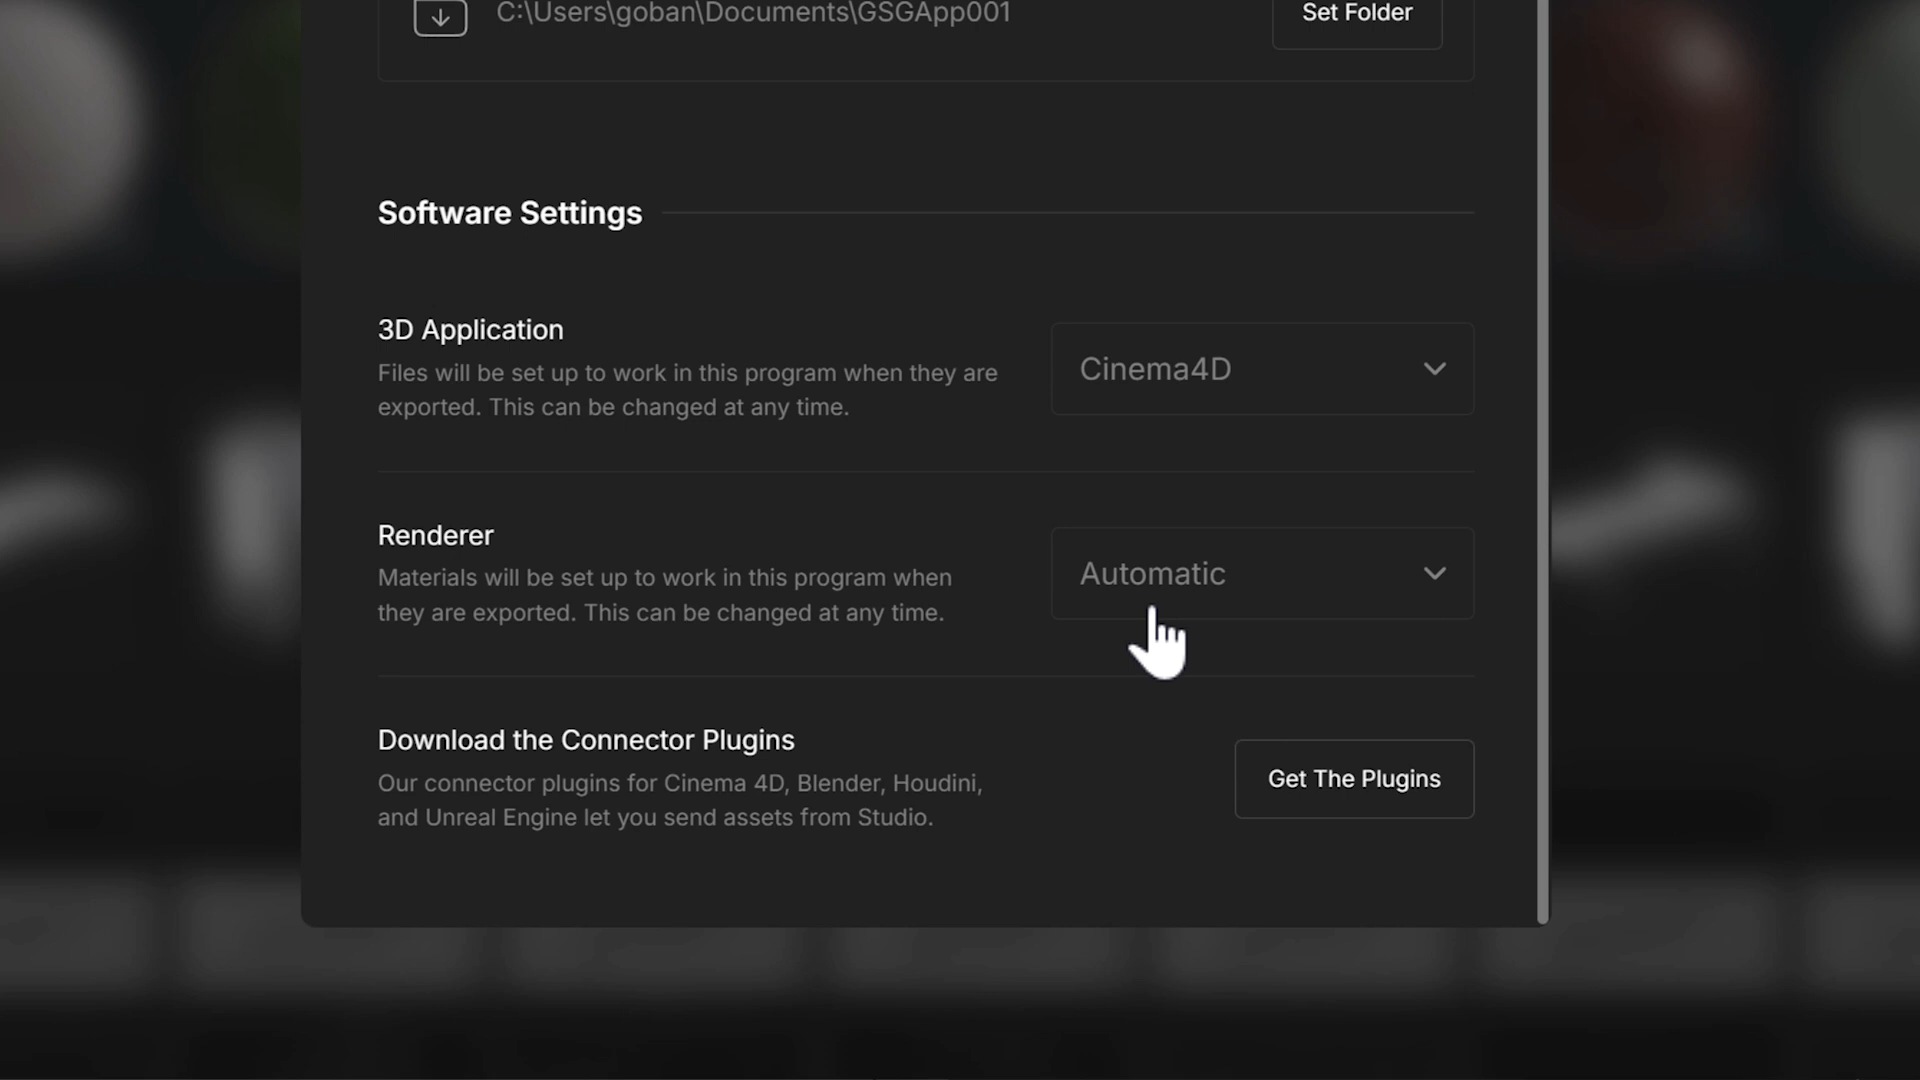 C:\Users\goban\Documents\GSGApp001
Set Folder
Software Settings
3D Application
Files will be set up to work in this program when they are
exported. This can be changed at any time.
Cinema4D
Renderer
Materials will be set up to work in this program when
they are exported. This can be changed at any time.
Automatic
Download the Connector Plugins
Our connector plugins for Cinema 4D, Blender, Houdini,
and Unreal Engine let you send assets from Studio.
Get The Plugins